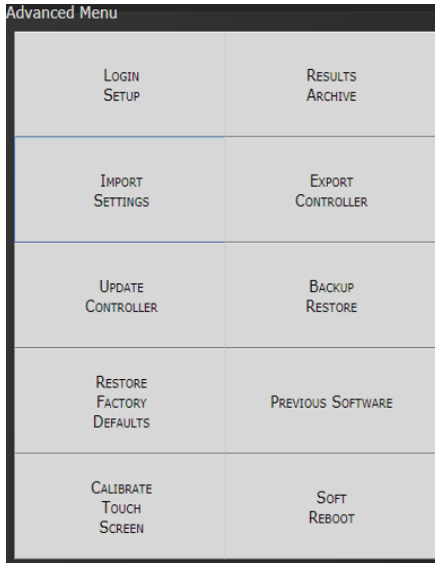 Advanced Menu
Login
Setup
Results
Archive
Import
Settings
Export
Controller
Update
Controller
Backup
Restore
Restore
Factory
Defaults
Previous Software
Calibrate
Touch
Screen
Soft
Reboot